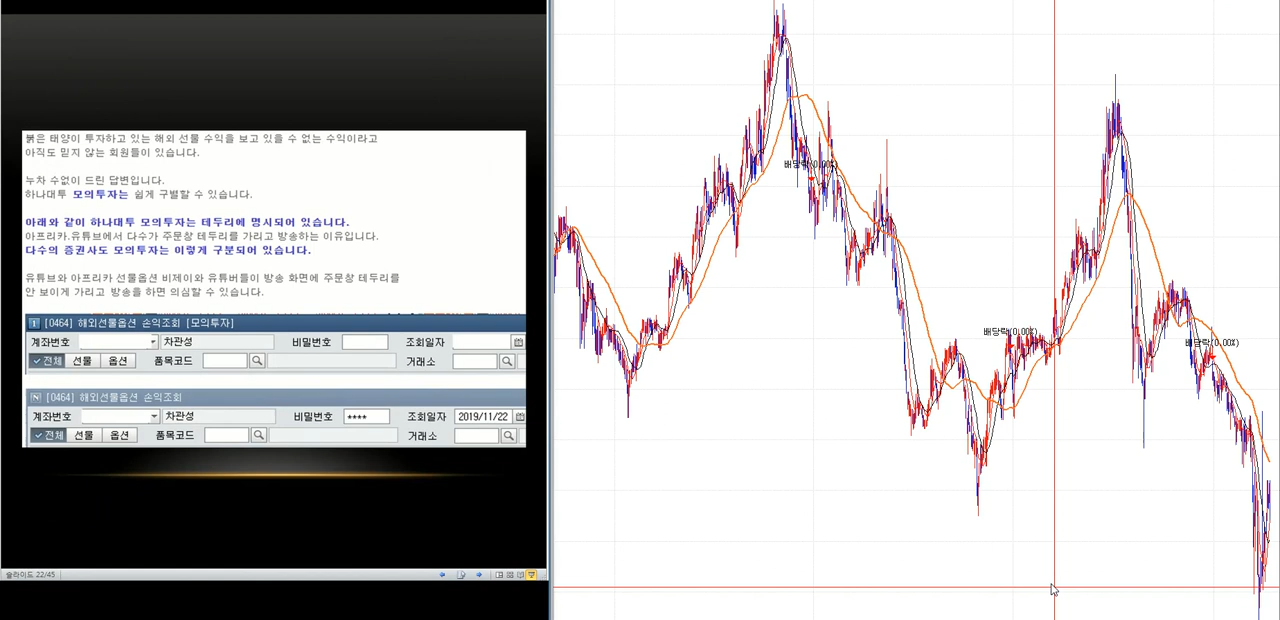 붉은 태양이 투자하고 있는 해외 선물 수익을 보고 있을 수 없는 수익이라고
아직도 믿지 않는 회원들이 있습니다.
누차 수없이 드린 답변입니다.
하나대투 모의투자는 쉽게 구별할 수 있습니다.
아래와 같이 하나대투 모의투자는 테두리에 명시되어 있습니다.
아프리카.유튜브에서 다수가 주문창 테두리를 가리고 방송하는 이유입니다.
다수의 증권사도 모의투자는 이렇게 구분되어 있습니다.
유튜브와 아프리카 선물옵션 비제이와 유튜버들이 방송 화면에 주문창 테두리를
안 보이게 가리고 방송을 하면 의심할 수 있습니다.
1 [0464] 해외선물옵션 손익조회 [모의투자]
계좌번호 차관성 비밀번호 조회일자
전체 선물 옵션 품목코드 거래소
N [0464] 해외선물옵션 손익조회
계좌번호 차관성 비밀번호 **** 조회일자 2019/11/22
전체 선물 옵션 품목코드 거래소
슬라이드 22/45
배당락(0.00%)
배당락(0.00%)
배당락(0.00%)